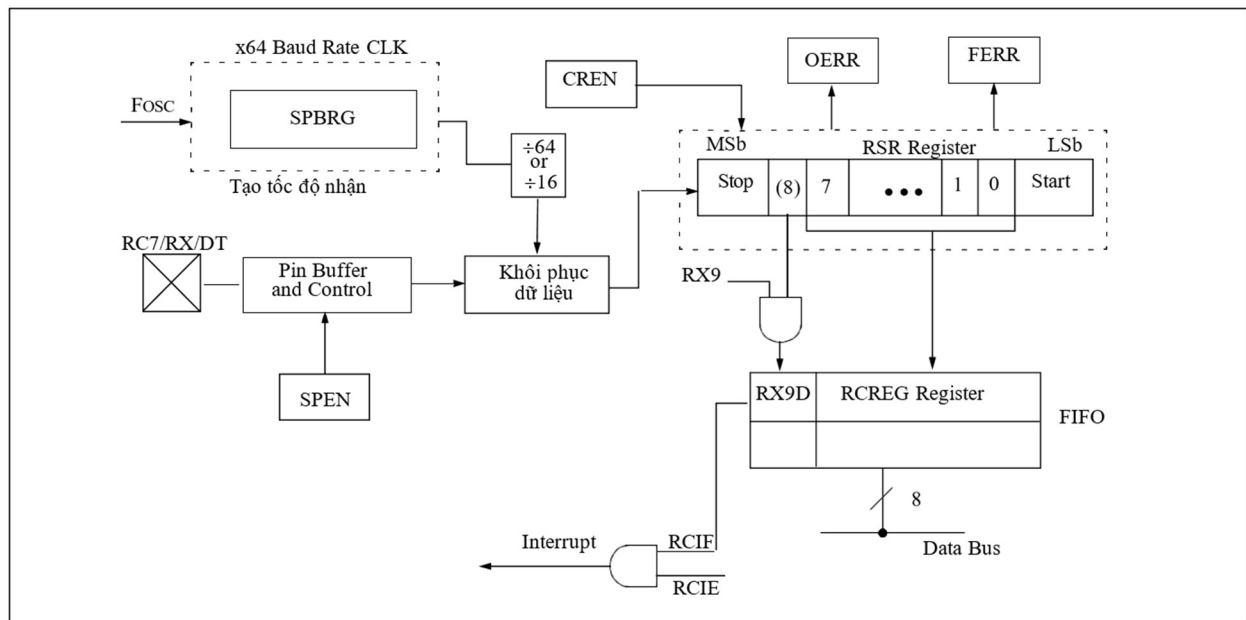 x64 Baud Rate CLK
FOSC
SPBRG
Tạo tốc độ nhận
÷64
or
÷16
CREN
OERR
FERR
MSb
RSR Register
LSb
Stop
(8)
7
•••
1
0
Start
RC7/RX/DT
Pin Buffer
and Control
Khôi phục
dữ liệu
SPEN
RX9
RX9D
RCREG Register
FIFO
8
Data Bus
Interrupt
RCIF
RCIE